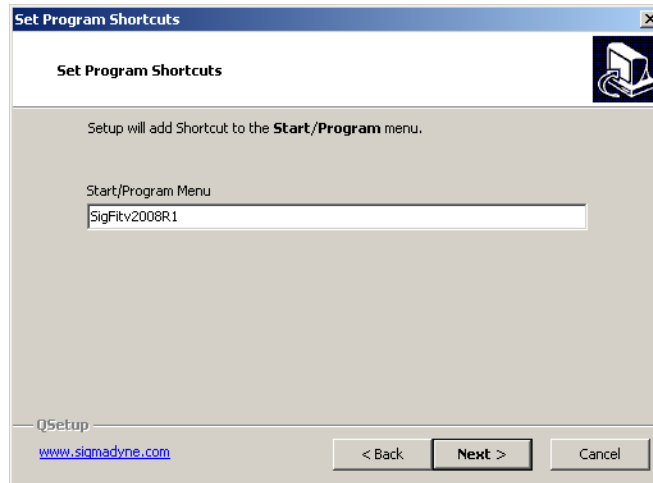 Set Program Shortcuts
Set Program Shortcuts
Setup will add Shortcut to the Start/Program menu.
Start/Program Menu
SigFitv2008R1
QSetup
www.sigmadyne.com
< Back
Next >
Cancel